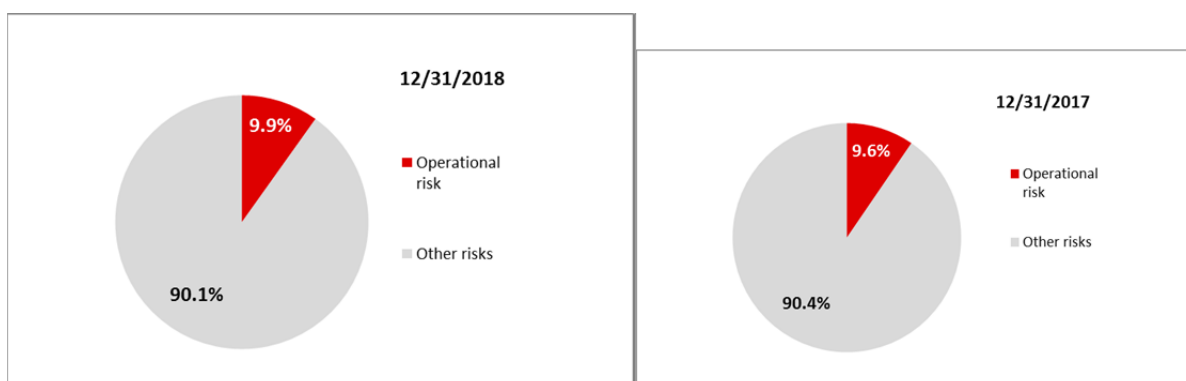 12/31/2018
9.9%
Operational
risk
Other risks
90.1%
12/31/2017
9.6%
Operational
risk
Other risks
90.4%